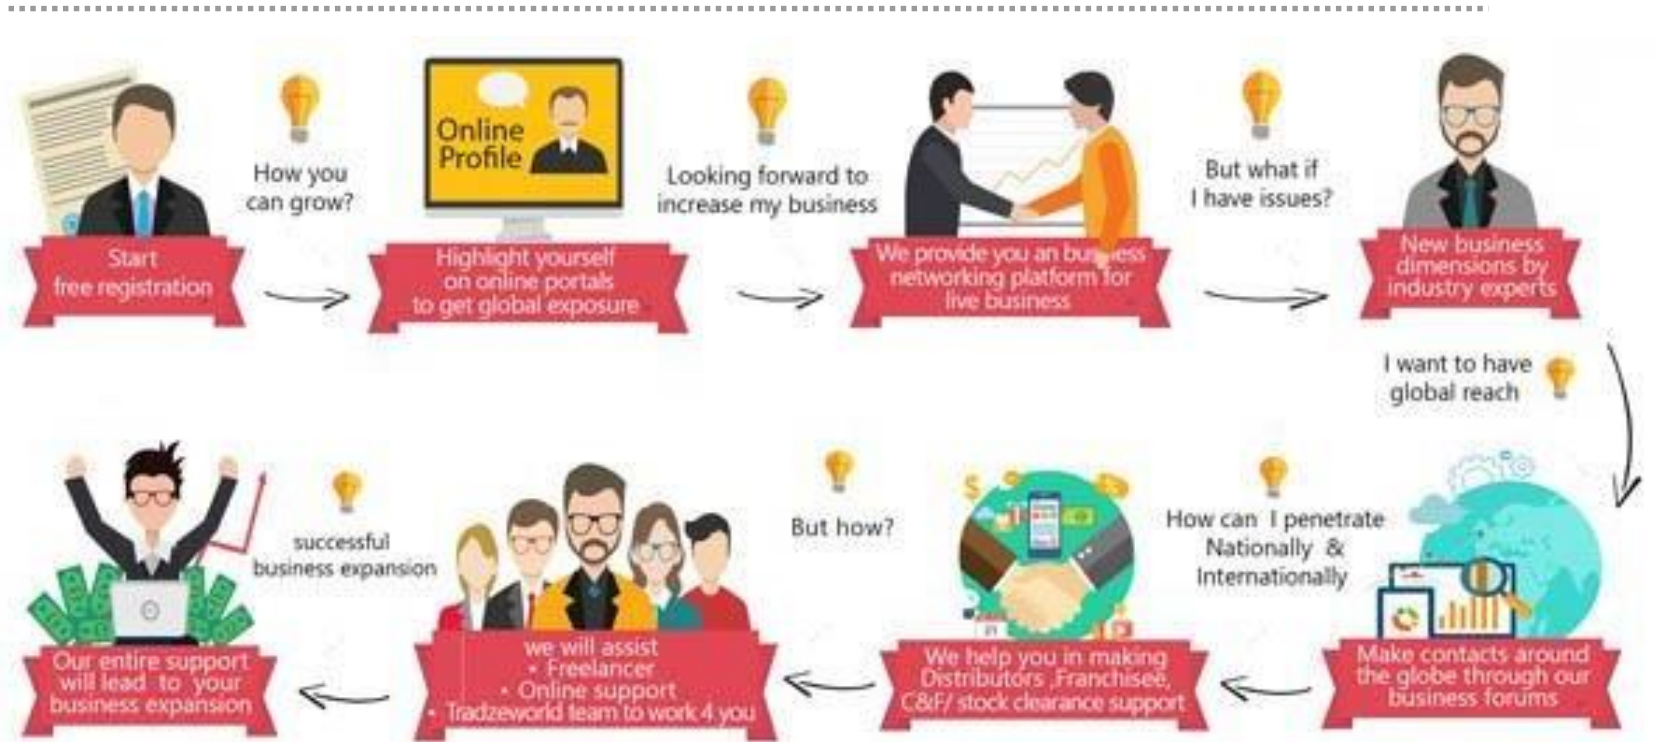 Start
free registration
How you
can grow?
Online
Profile
Highlight yourself
on online portals
to get global exposure
Looking forward to
increase my business
We provide you an business
networking platform for
live business
But what if
I have issues?
New business
dimensions by
industry experts
I want to have
global reach
Make contacts around
the globe through our
business forums
How can I penetrate
Nationally &
Internationally
We help you in making
Distributors ,Franchisee,
C&F/ stock clearance support
But how?
we will assist
• Freelancer
• Online support
• Tradzeworld team to work 4 you
successful
business expansion
Our entire support
will lead to your
business expansion